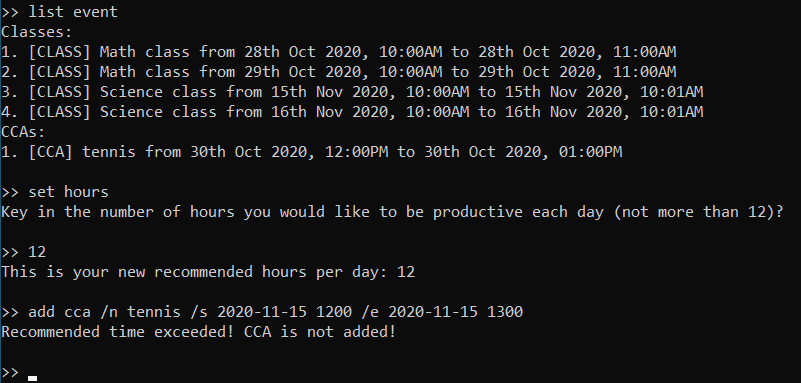 >> list event
Classes:
1. [CLASS] Math class from 28th Oct 2020, 10:00AM to 28th Oct 2020, 11:00AM
2. [CLASS] Math class from 29th Oct 2020, 10:00AM to 29th Oct 2020, 11:00AM
3. [CLASS] Science class from 15th Nov 2020, 10:00AM to 15th Nov 2020, 10:01AM
4. [CLASS] Science class from 16th Nov 2020, 10:00AM to 16th Nov 2020, 10:01AM
CCAs:
1. [CCA] tennis from 30th Oct 2020, 12:00PM to 30th Oct 2020, 01:00PM
>> set hours
Key in the number of hours you would like to be productive each day (not more than 12)?
>> 12
This is your new recommended hours per day: 12
>> add cca /n tennis /s 2020-11-15 1200 /e 2020-11-15 1300
Recommended time exceeded! CCA is not added!
>>